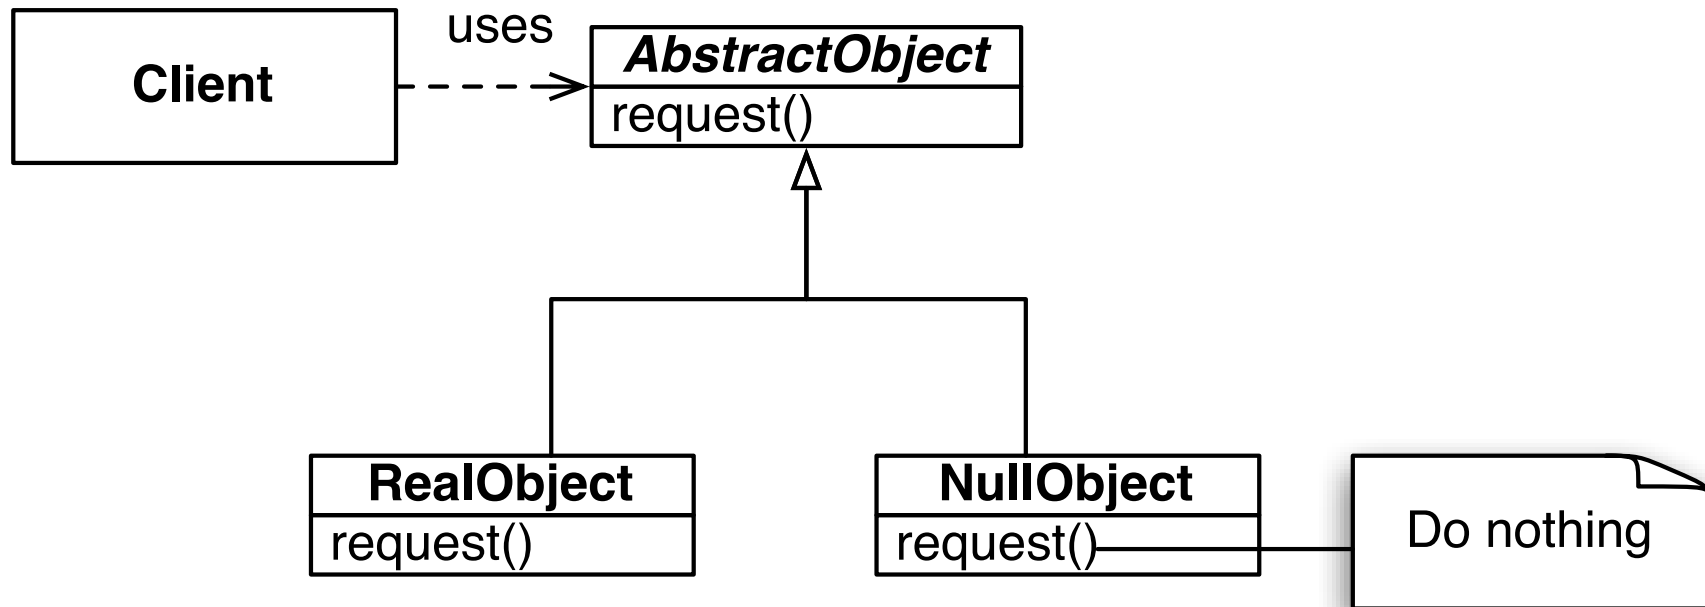 Client
uses
AbstractObject
request()
RealObject
request()
NullObject
request()
Do nothing